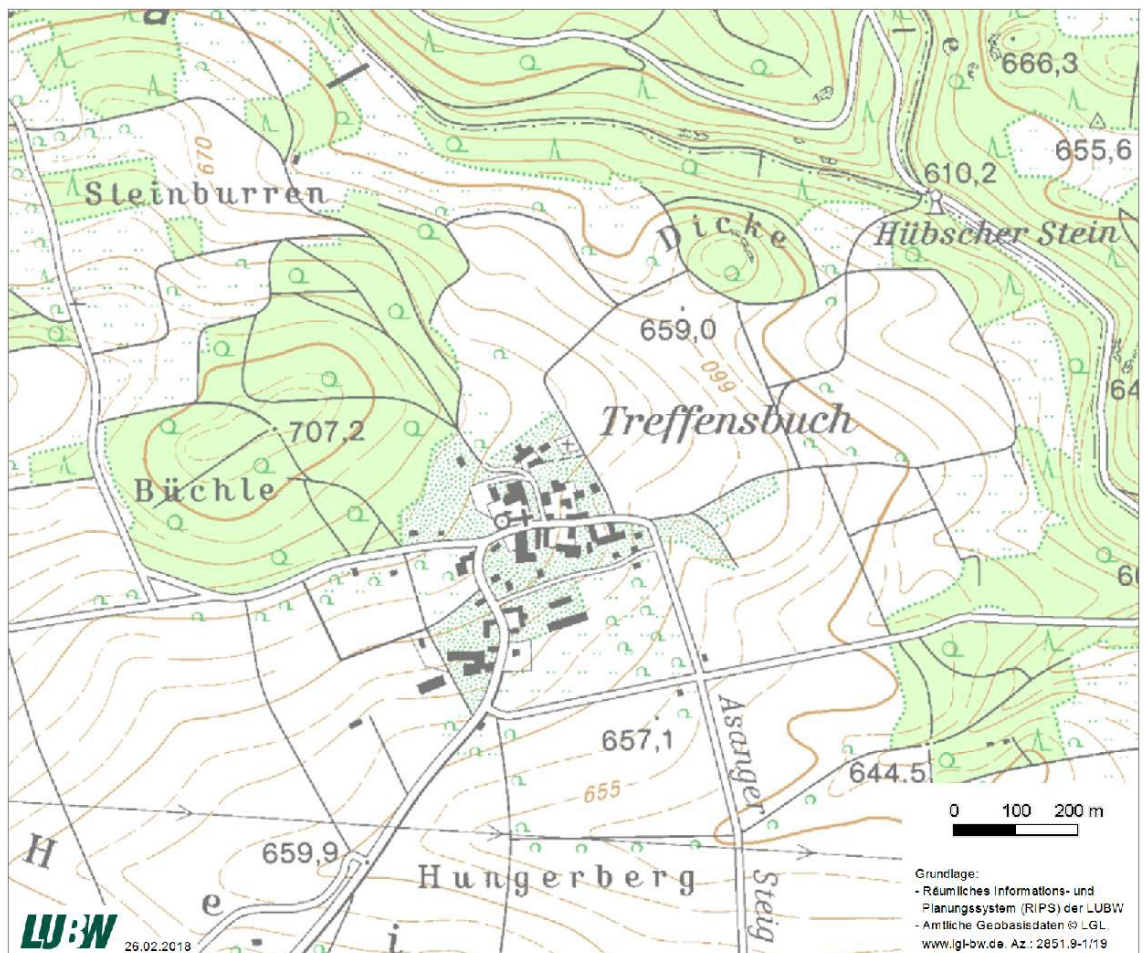 666,3
655,6
670
610,2
Steinburren
Dicke
Hübscher Stein
659,0
660
Treffensbuch
707,2
Büchle
657,1
644.5
655
Asanger Steig
0 100 200 m
659,9
Hungerberg
H
e
i
Grundlage:
- Räumliches Informations- und
Planungssystem (RIPS) der LUBW
- Amtliche Geobasisdaten © LGL,
www.lgl-bw.de, Az.: 2851.9-1/19
LUBW
26.02.2018